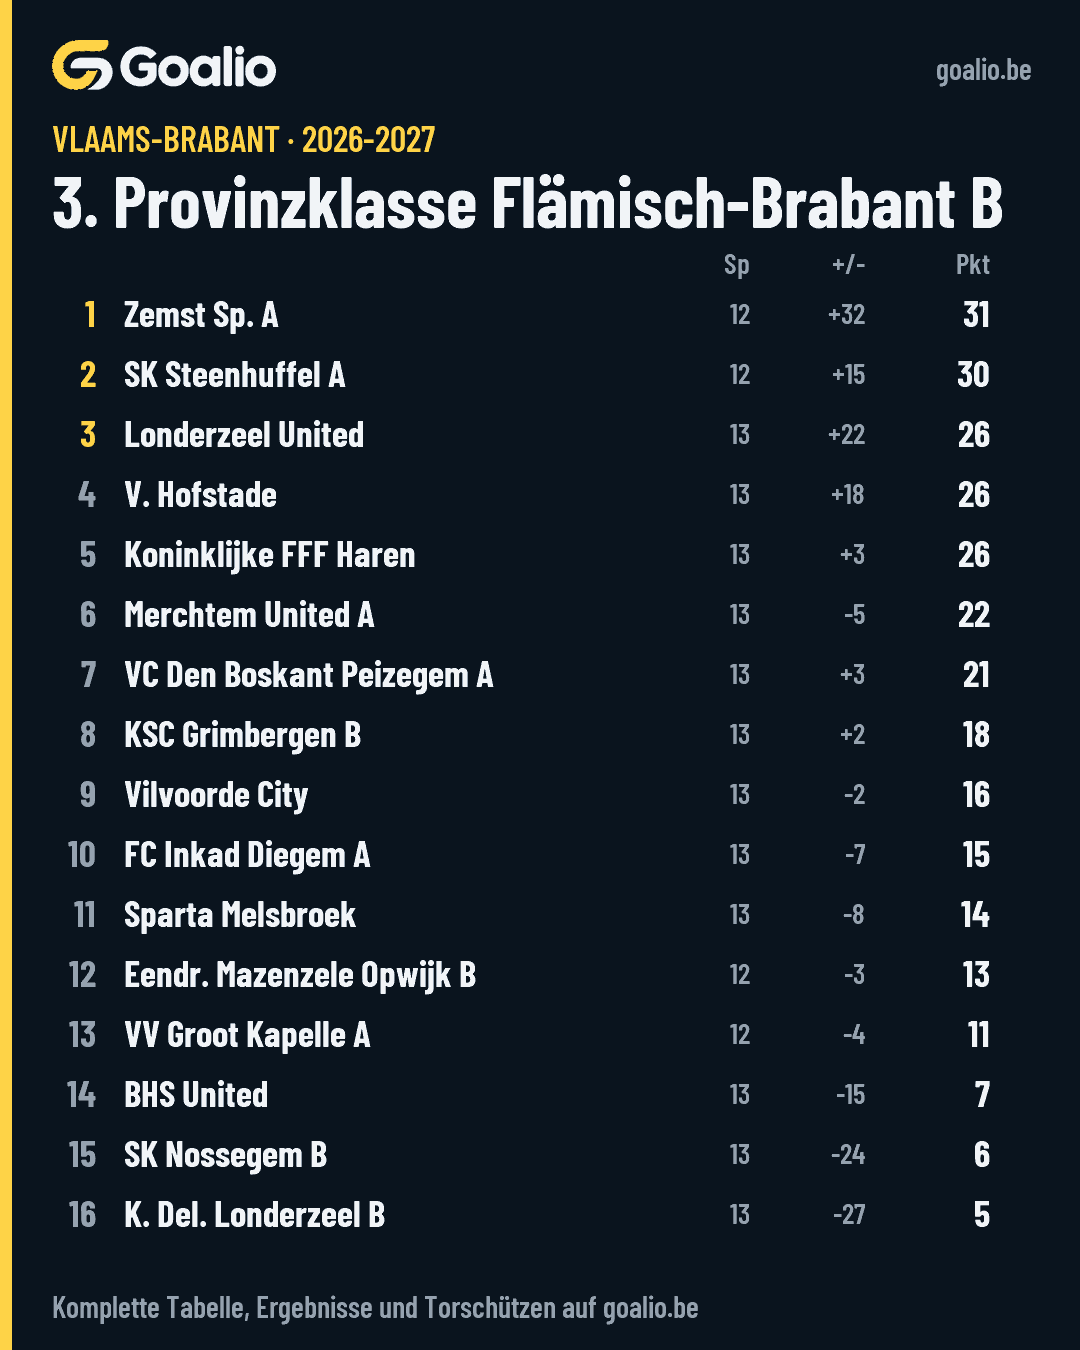 Goalio
goalio.be
VLAAMS-BRABANT · 2026-2027
3. Provinzklasse Flämisch-Brabant B
Sp +/- Pkt
1 Zemst Sp. A 12 +32 31
2 SK Steenhuffel A 12 +15 30
3 Londerzeel United 13 +22 26
4 V. Hofstade 13 +18 26
5 Koninklijke FFF Haren 13 +3 26
6 Merchtem United A 13 -5 22
7 VC Den Boskant Peizegem A 13 +3 21
8 KSC Grimbergen B 13 +2 18
9 Vilvoorde City 13 -2 16
10 FC Inkad Diegem A 13 -7 15
11 Sparta Melsbroek 13 -8 14
12 Eendr. Mazenzele Opwijk B 12 -3 13
13 VV Groot Kapelle A 12 -4 11
14 BHS United 13 -15 7
15 SK Nossegem B 13 -24 6
16 K. Del. Londerzeel B 13 -27 5
Komplette Tabelle, Ergebnisse und Torschützen auf goalio.be